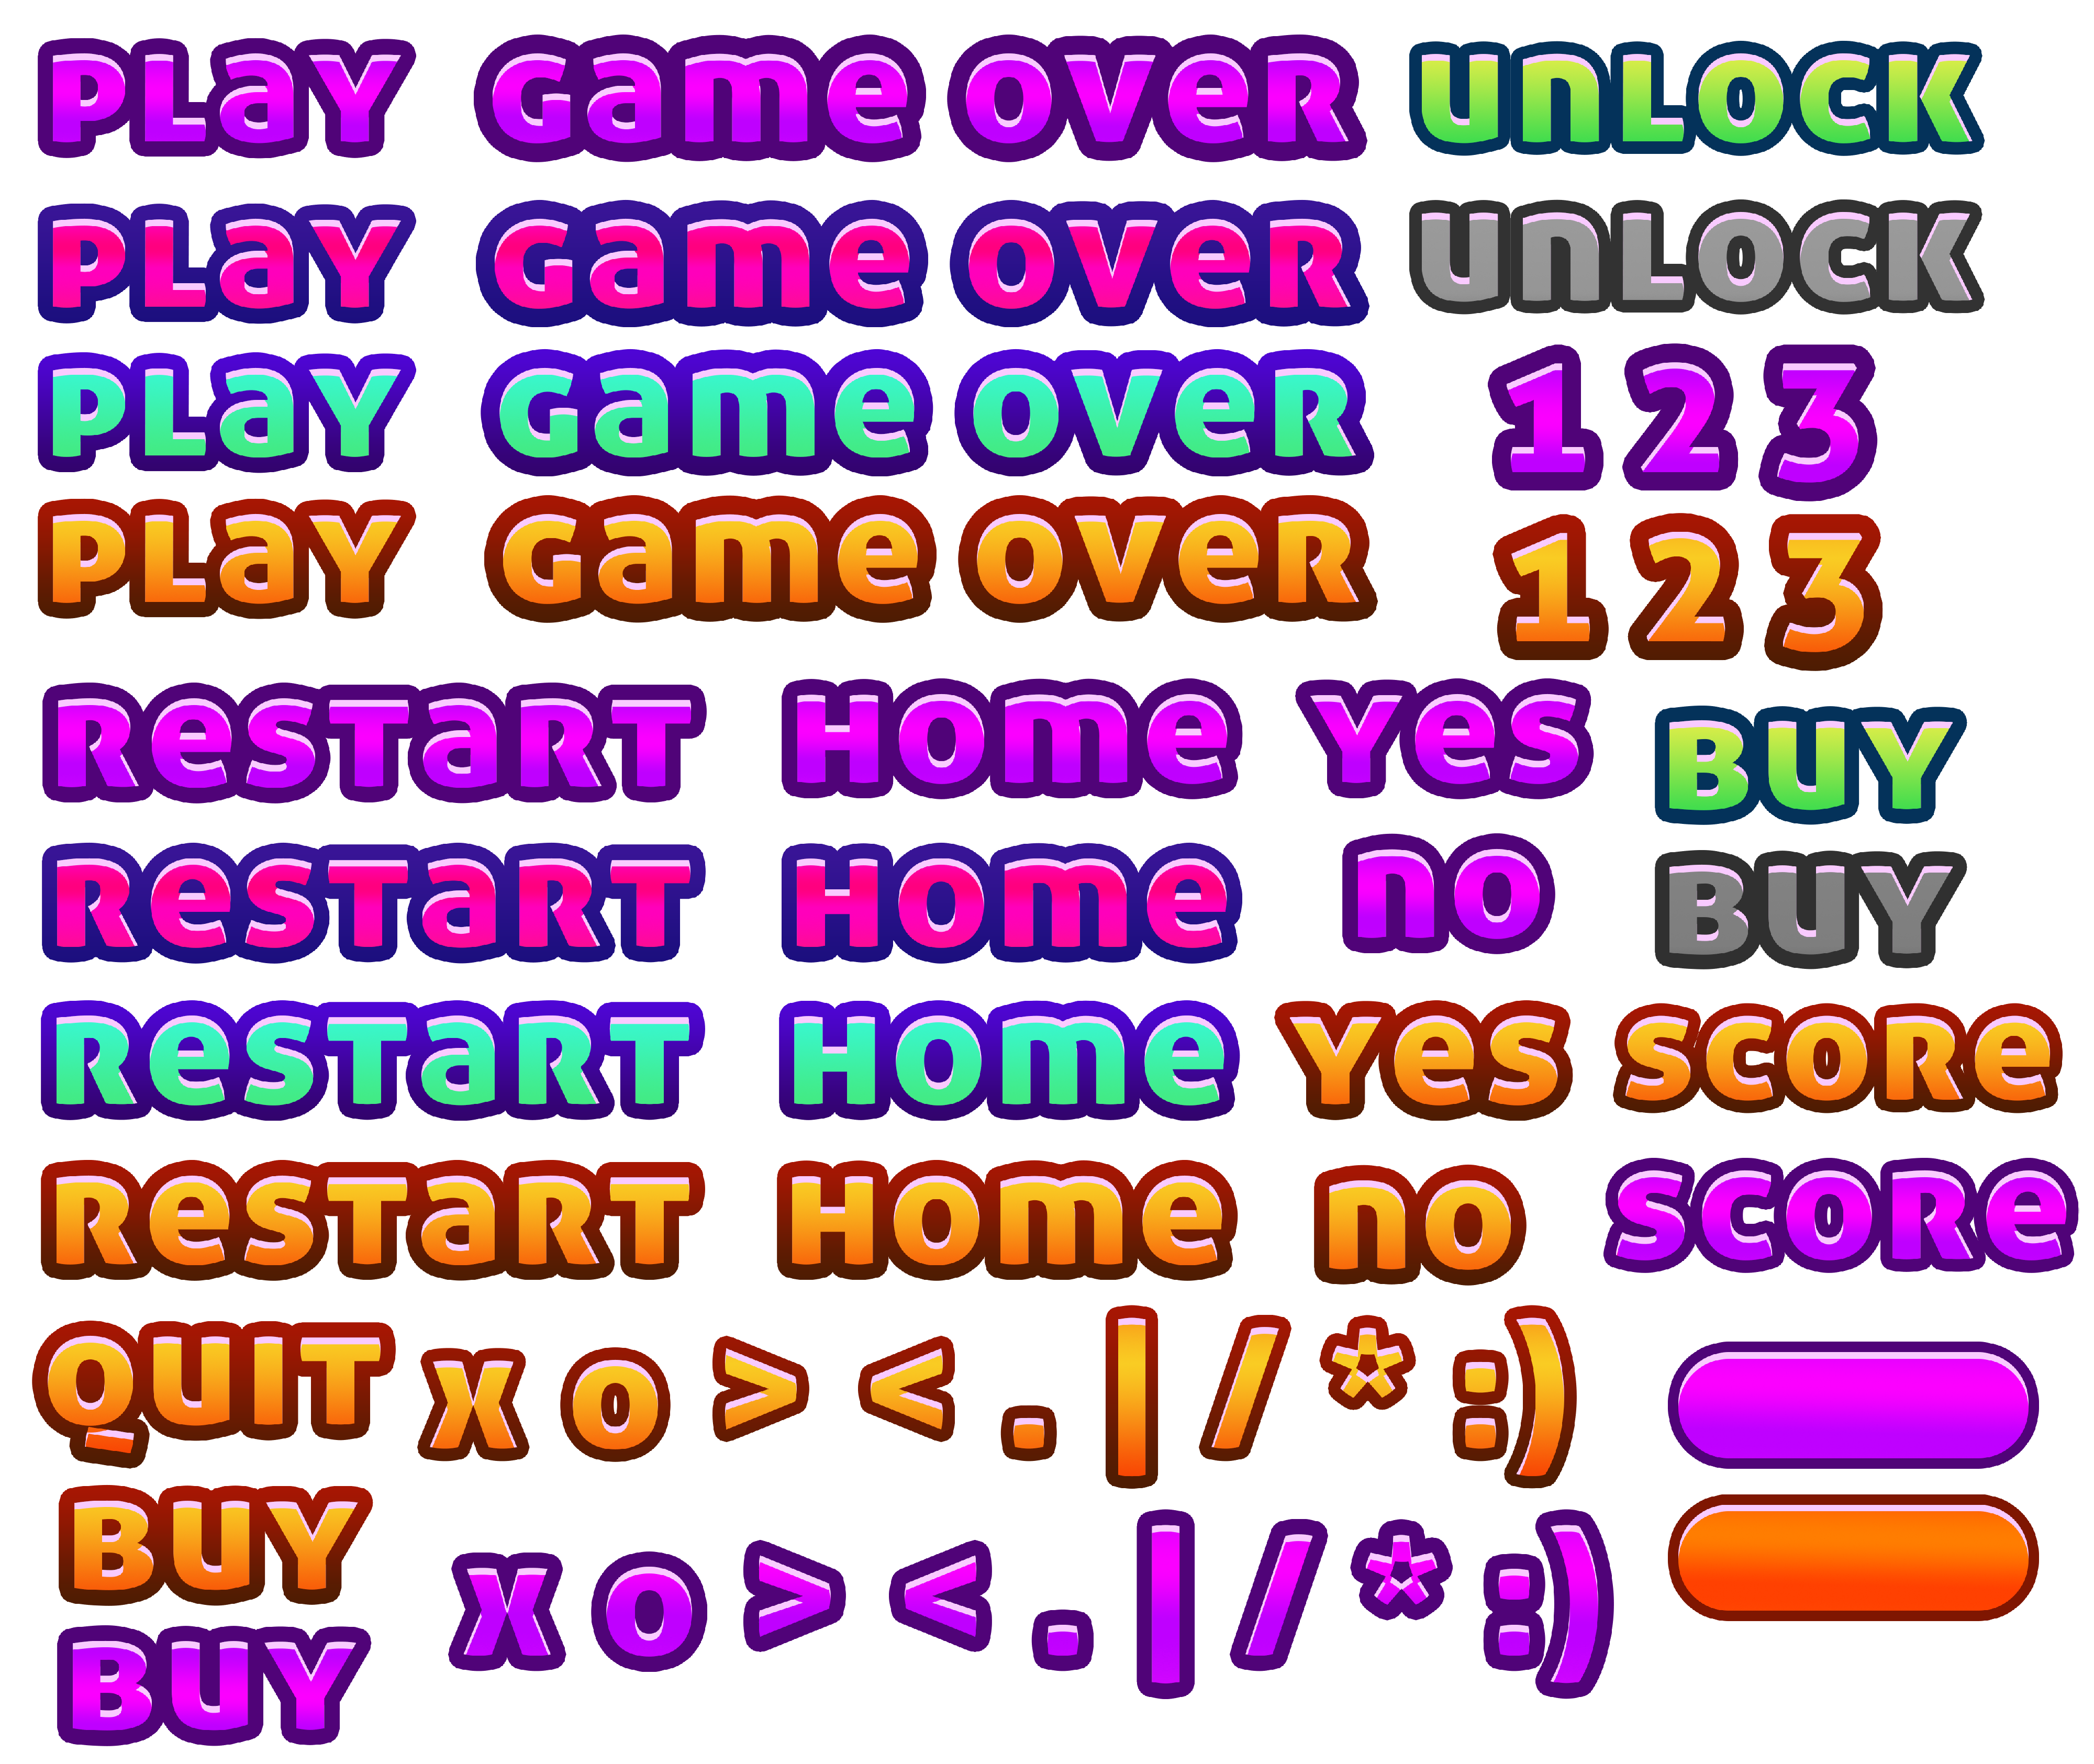 PLay Game OVeR UnLOCK
PLay Game OVeR UnLOCK
PLay Game OVeR 1 2 3
PLay Game OVeR 1 2 3
ResTaRT Home Yes BUY
ResTaRT Home no BUY
ResTaRT Home Yes scoRe
ResTaRT Home no scoRe
QUIT x o > < . | / * :)
BUY
x o > < . | / * :)
BUY